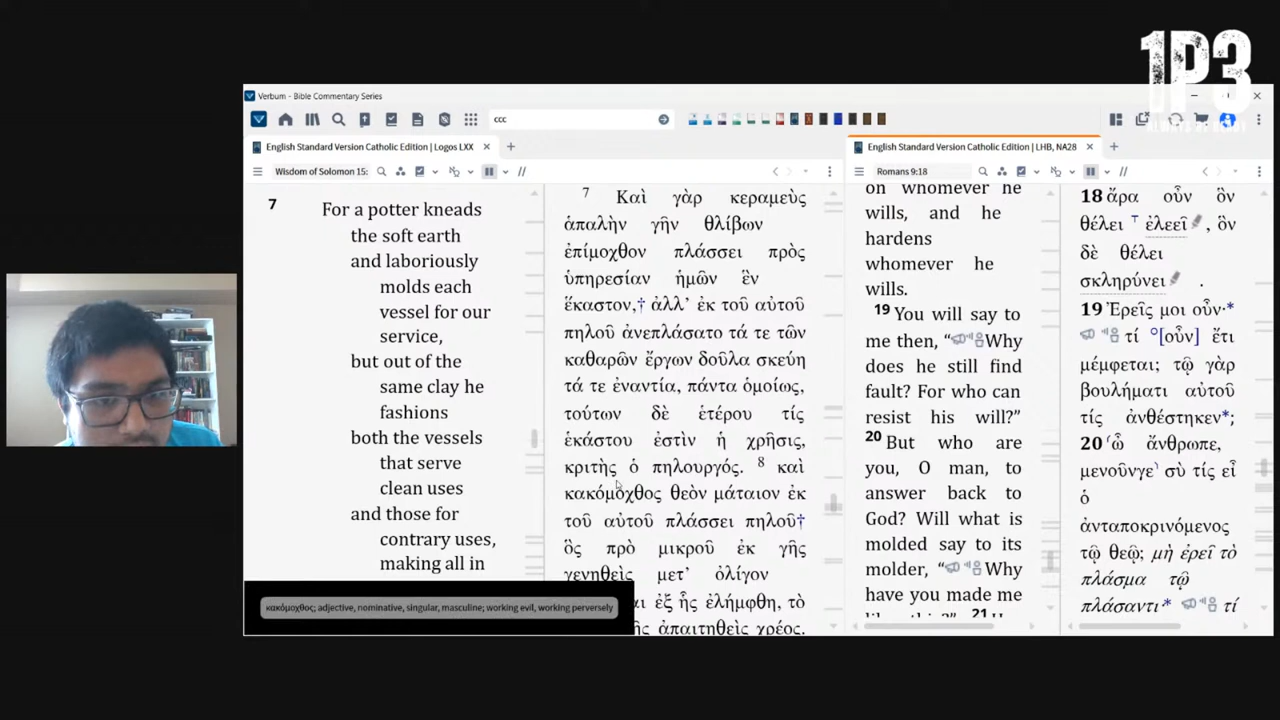 1P3
ALWAYS BE READY
Verbum - Bible Commentary Series
ccc
English Standard Version Catholic Edition | Logos LXX
Wisdom of Solomon 15:
7 For a potter kneads
the soft earth
and laboriously
molds each
vessel for our
service,
but out of the
same clay he
fashions
both the vessels
that serve
clean uses
and those for
contrary uses,
making all in
7 Καὶ γὰρ κεραμεὺς
ἁπαλὴν γῆν θλίβων
ἐπίμοχθον πλάσσει πρὸς
ὑπηρεσίαν ἡμῶν ἓν
ἕκαστον,† ἀλλʼ ἐκ τοῦ αὐτοῦ
πηλοῦ ἀνεπλάσατο τά τε τῶν
καθαρῶν ἔργων δοῦλα σκεύη
τά τε ἐναντία, πάντα ὁμοίως,
τούτων δὲ ἑτέρου τίς
ἑκάστου ἐστὶν ἡ χρῆσις,
κριτὴς ὁ πηλουργός. 8 καὶ
κακόμοχθος θεὸν μάταιον ἐκ
τοῦ αὐτοῦ πλάσσει πηλοῦ†
ὃς πρὸ μικροῦ ἐκ γῆς
γενηθεὶς μετʼ ὀλίγον
ἐξ ἧς ἐλήμφθη, τὸ
ἀπαιτηθεὶς χρέος.
κακόμοχθος; adjective, nominative, singular, masculine; working evil, working perversely
English Standard Version Catholic Edition | LHB, NA28
Romans 9:18
on whomever he
wills, and he
hardens
whomever he
wills.
19 You will say to
me then, “Why
does he still find
fault? For who can
resist his will?”
20 But who are
you, O man, to
answer back to
God? Will what is
molded say to its
molder, “Why
have you made me
21
18 ἄρα οὖν ὃν
θέλει ⸆ ἐλεεῖ, ὃν
δὲ θέλει
σκληρύνει .
19 Ἐρεῖς μοι οὖν·*
τί °[οὖν] ἔτι
μέμφεται; τῷ γὰρ
βουλήματι αὐτοῦ
τίς ἀνθέστηκεν*;
20 ⸂ὦ ἄνθρωπε,
μενοῦνγε⸃ σὺ τίς εἶ
ὁ
ἀνταποκρινόμενος
τῷ θεῷ; μὴ ἐρεῖ τὸ
πλάσμα τῷ
πλάσαντι·* τί